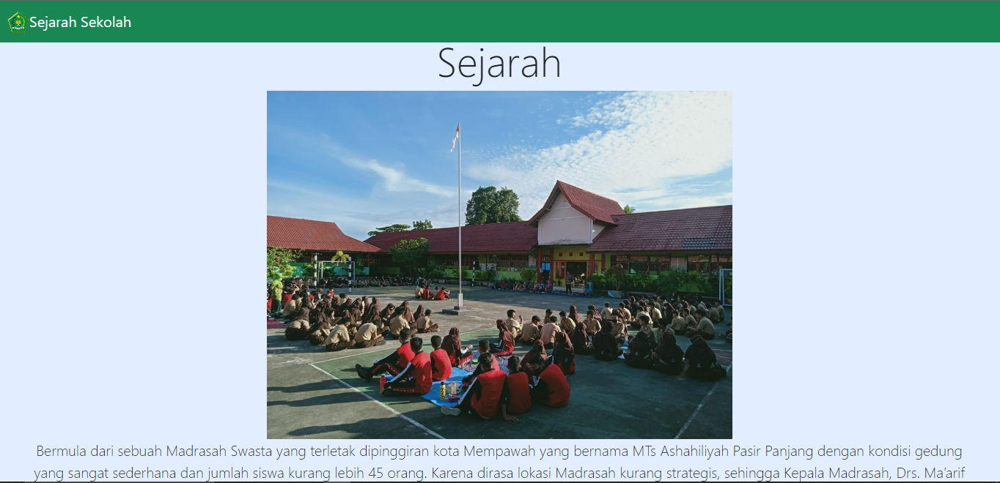 Sejarah Sekolah
Sejarah
Bermula dari sebuah Madrasah Swasta yang terletak dipinggiran kota Mempawah yang bernama MTs Ashahiliyah Pasir Panjang dengan kondisi gedung
yang sangat sederhana dan jumlah siswa kurang lebih 45 orang. Karena dirasa lokasi Madrasah kurang strategis, sehingga Kepala Madrasah, Drs. Ma’arif